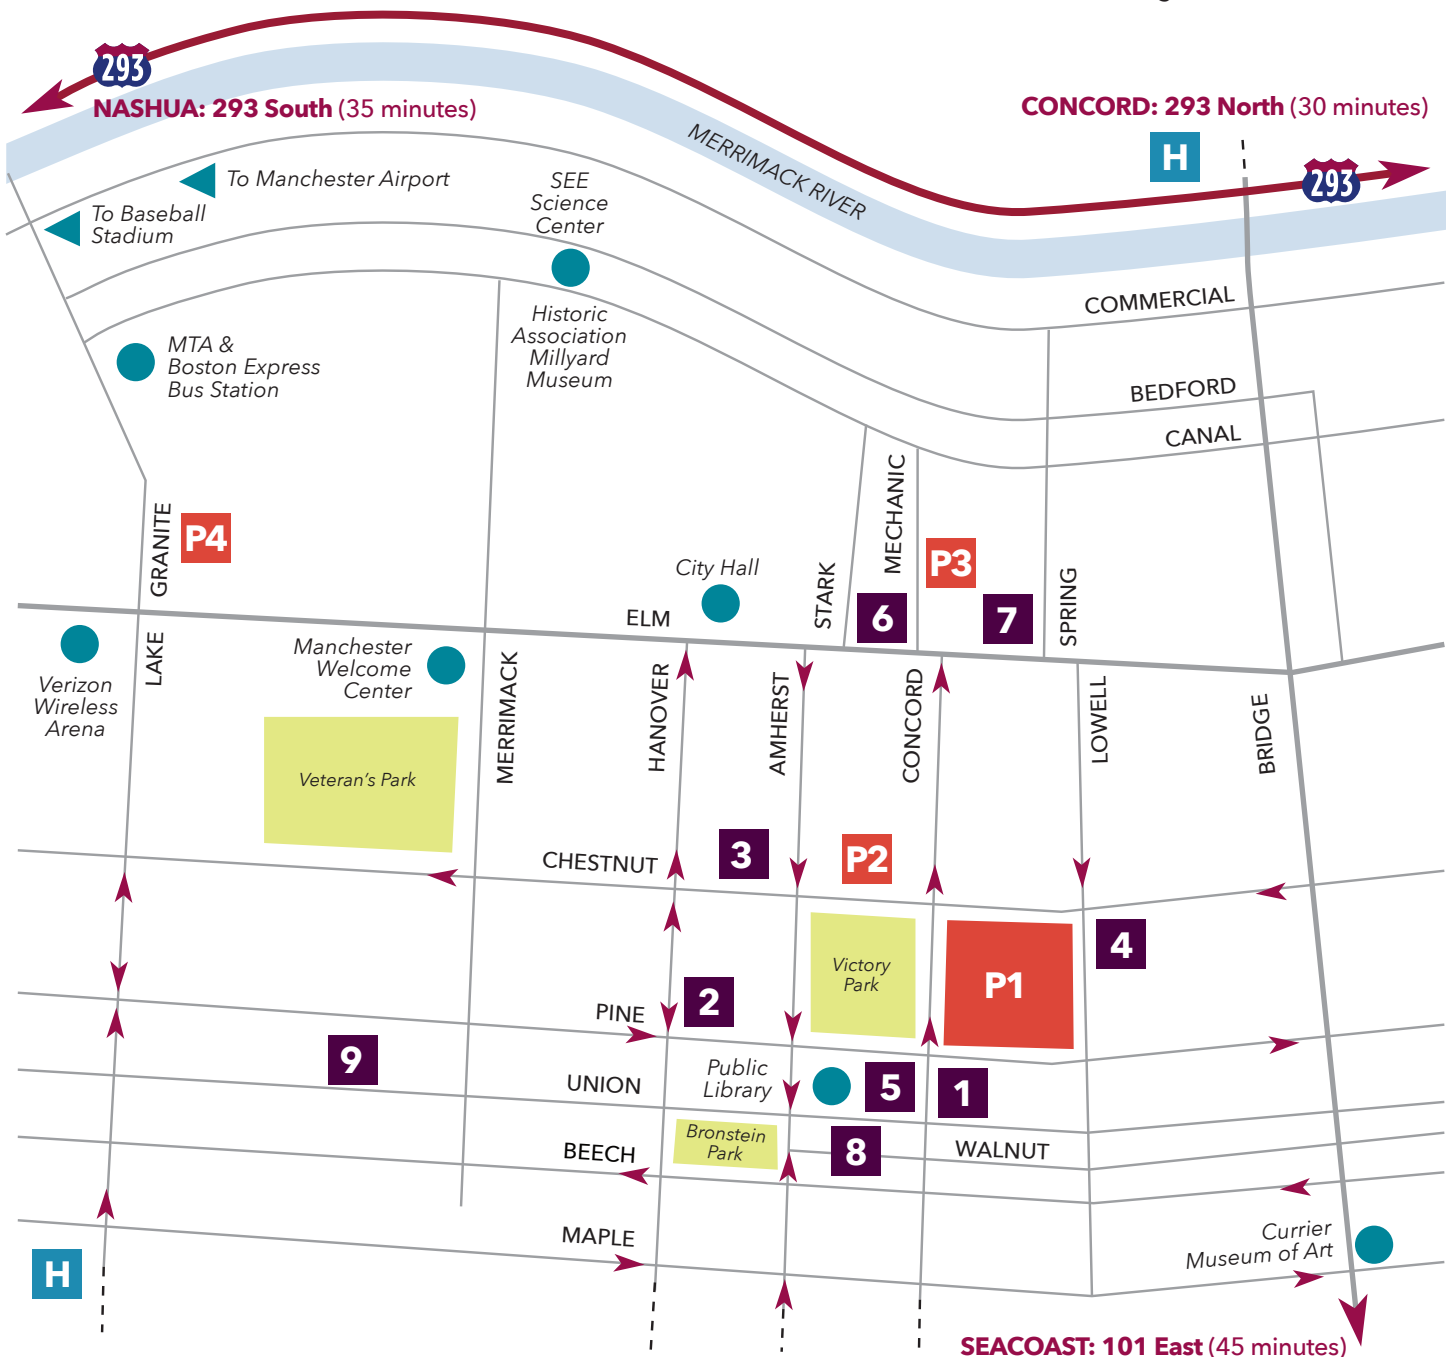 293
NASHUA: 293 South (35 minutes)
CONCORD: 293 North (30 minutes)
H
293
MERRIMACK RIVER
To Manchester Airport
To Baseball
Stadium
SEE
Science
Center
Historic
Association
Millyard
Museum
MTA &
Boston Express
Bus Station
COMMERCIAL
BEDFORD
CANAL
GRANITE
P4
MECHANIC
P3
City Hall
STARK
6
7
SPRING
ELM
Verizon
Wireless
Arena
LAKE
Manchester
Welcome
Center
MERRIMACK
HANOVER
AMHERST
CONCORD
LOWELL
BRIDGE
Veteran's Park
CHESTNUT
3
P2
Victory
Park
P1
4
PINE
2
9
UNION
Public
Library
5
1
Bronstein
Park
8
WALNUT
BEECH
MAPLE
H
Currier
Museum of Art
SEACOAST: 101 East (45 minutes)